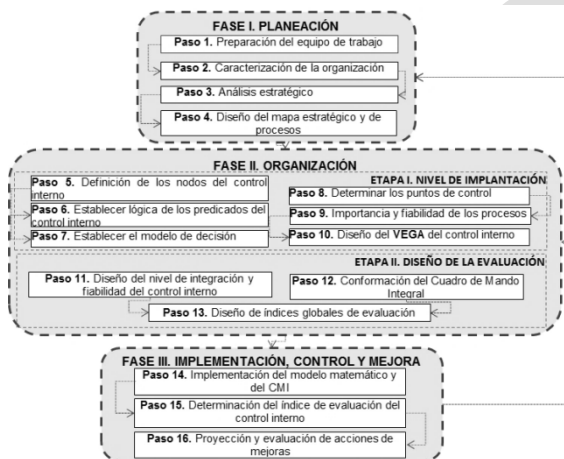 FASE I. PLANEACIÓN
Paso 1. Preparación del equipo de trabajo
Paso 2. Caracterización de la organización
Paso 3. Análisis estratégico
Paso 4. Diseño del mapa estratégico y de
procesos
FASE II. ORGANIZACIÓN
ETAPA I. NIVEL DE IMPLANTACIÓN
Paso 5. Definición de los nodos del control
interno
Paso 6. Establecer lógica de los predicados del
control interno
Paso 7. Establecer el modelo de decisión
Paso 8. Determinar los puntos de control
Paso 9. Importancia y fiabilidad de los procesos
Paso 10. Diseño del VEGA del control interno
ETAPA II. DISEÑO DE LA EVALUACIÓN
Paso 11. Diseño del nivel de integración y
fiabilidad del control interno
Paso 12. Conformación del Cuadro de Mando
Integral
Paso 13. Diseño de índices globales de evaluación
FASE III. IMPLEMENTACIÓN, CONTROL Y MEJORA
Paso 14. Implementación del modelo matemático y
del CMI
Paso 15. Determinación del índice de evaluación del
control interno
Paso 16. Proyección y evaluación de acciones de
mejoras